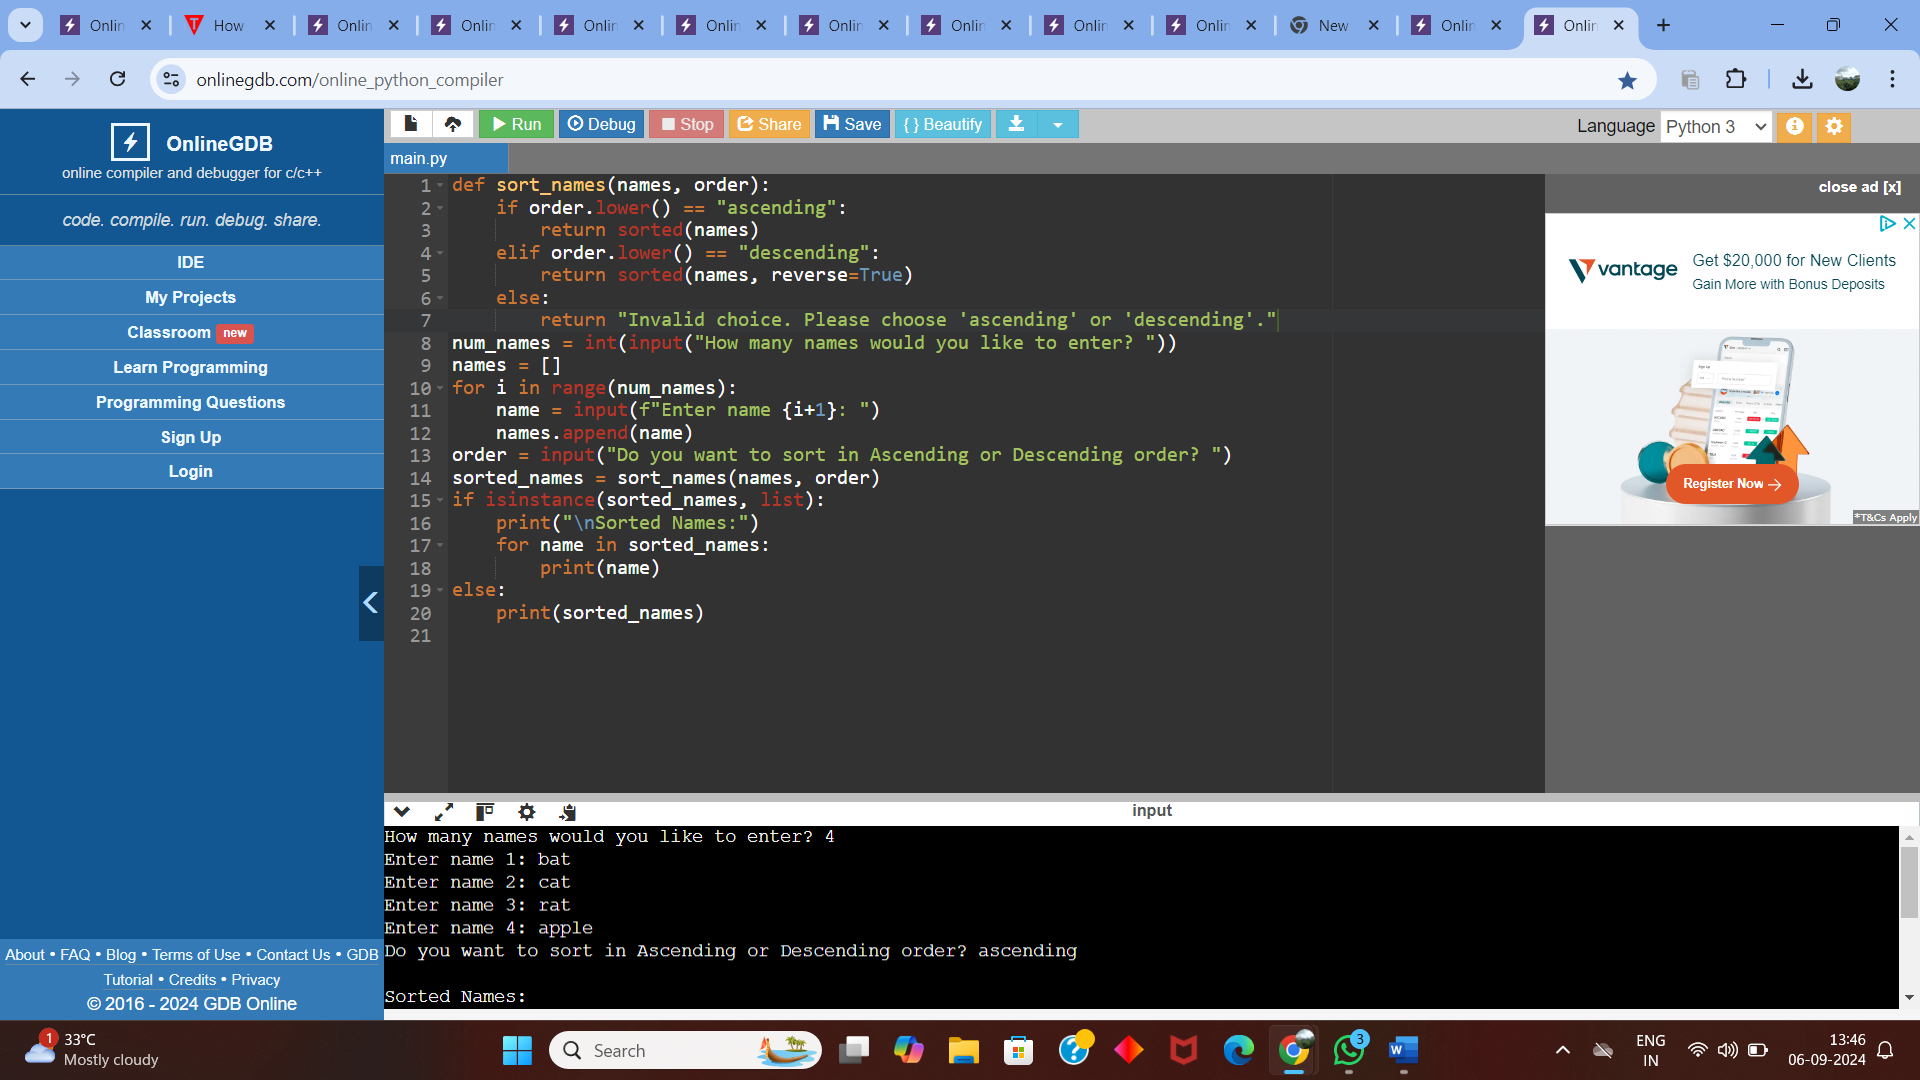 Onlin
How
Onlin
Onlin
Onlin
Onlin
Onlin
Onlin
Onlin
Onlin
New
Onlin
Onlin
onlinegdb.com/online_python_compiler
OnlineGDB
online compiler and debugger for c/c++
code. compile. run. debug. share.
IDE
My Projects
Classroom new
Learn Programming
Programming Questions
Sign Up
Login
About • FAQ • Blog • Terms of Use • Contact Us • GDB
Tutorial • Credits • Privacy
© 2016 - 2024 GDB Online
Run Debug Stop Share Save { } Beautify
Language Python 3
main.py
1 def sort_names(names, order):
2 if order.lower() == "ascending":
3 return sorted(names)
4 elif order.lower() == "descending":
5 return sorted(names, reverse=True)
6 else:
7 return "Invalid choice. Please choose 'ascending' or 'descending'."
8 num_names = int(input("How many names would you like to enter? "))
9 names = []
10 for i in range(num_names):
11 name = input(f"Enter name {i+1}: ")
12 names.append(name)
13 order = input("Do you want to sort in Ascending or Descending order? ")
14 sorted_names = sort_names(names, order)
15 if isinstance(sorted_names, list):
16 print("\nSorted Names:")
17 for name in sorted_names:
18 print(name)
19 else:
20 print(sorted_names)
21
close ad [x]
vantage
Get $20,000 for New Clients
Gain More with Bonus Deposits
Register Now →
*T&Cs Apply
input
How many names would you like to enter? 4
Enter name 1: bat
Enter name 2: cat
Enter name 3: rat
Enter name 4: apple
Do you want to sort in Ascending or Descending order? ascending
Sorted Names:
1
33°C
Mostly cloudy
Search
3
ENG
IN
13:46
06-09-2024